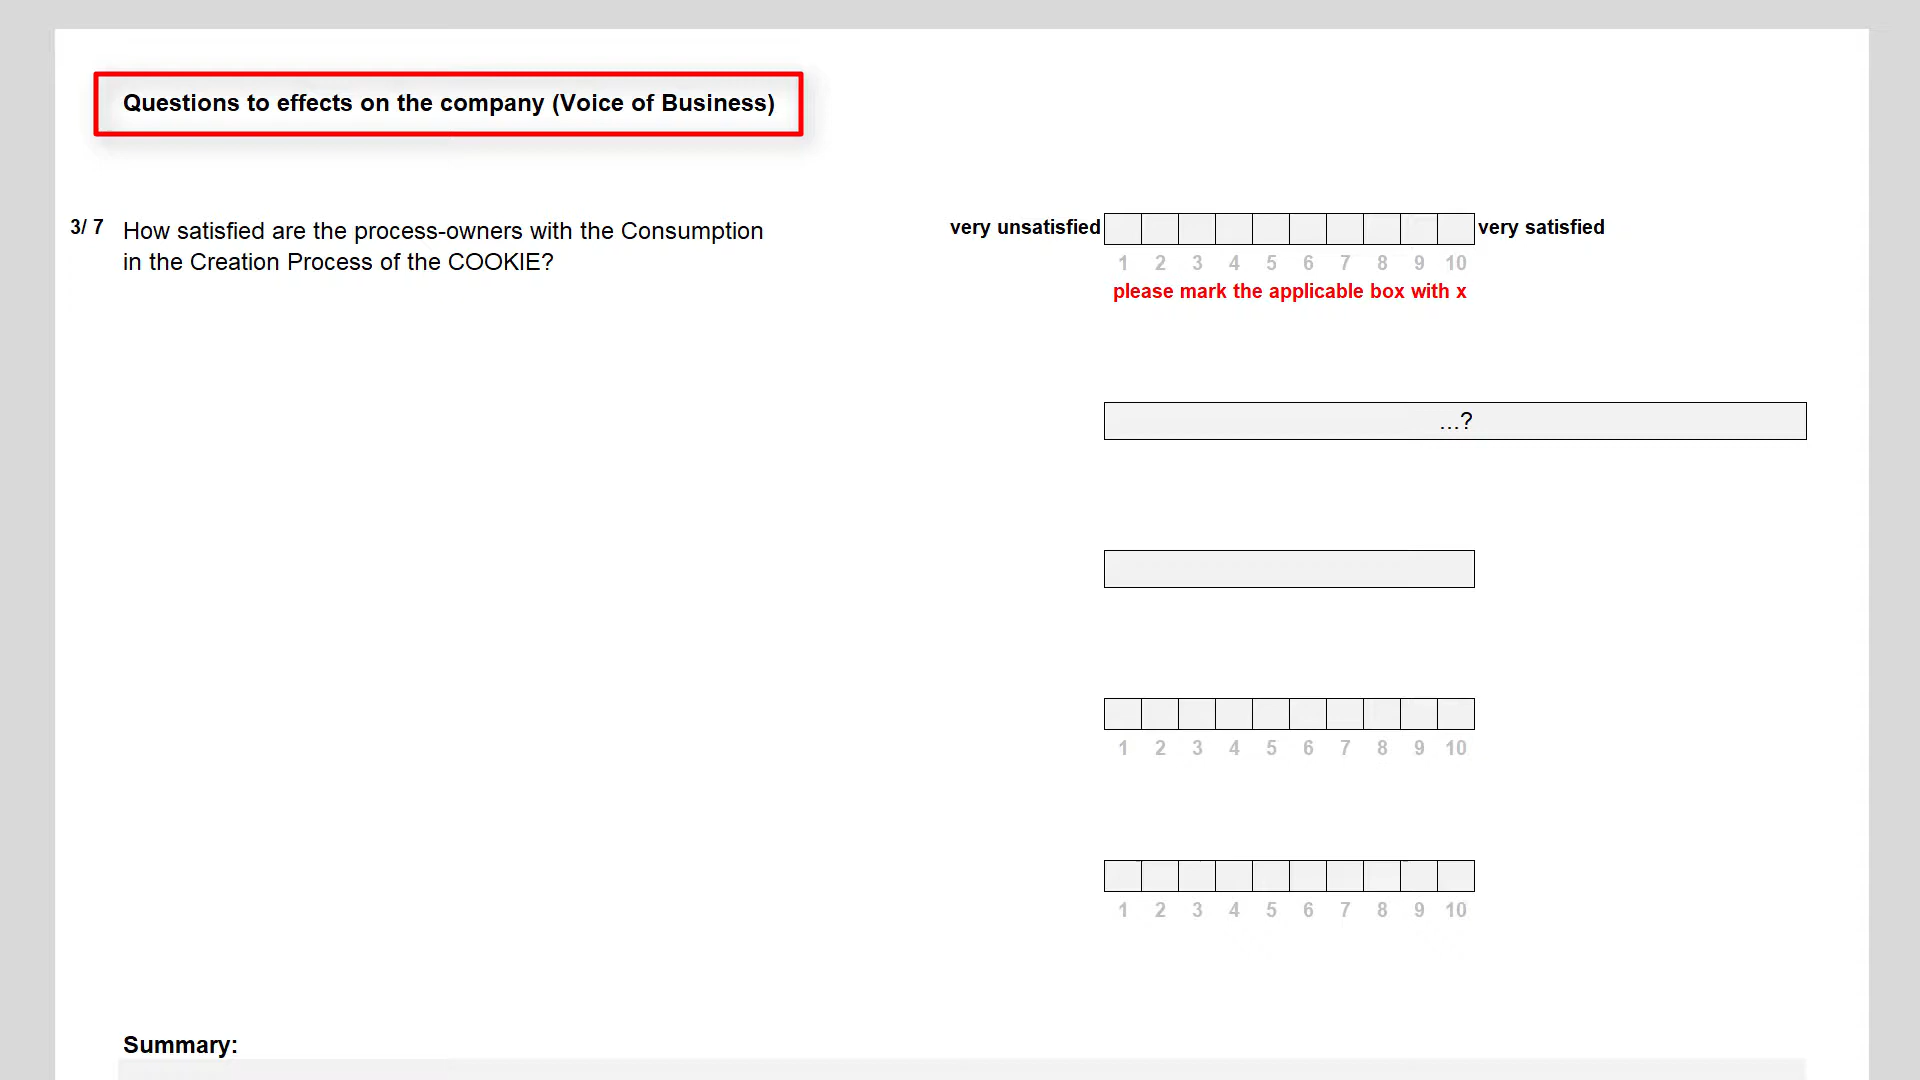 Questions to effects on the company (Voice of Business)
3/ 7 How satisfied are the process-owners with the Consumption
in the Creation Process of the COOKIE?
very unsatisfied very satisfied
1 2 3 4 5 6 7 8 9 10
please mark the applicable box with x
...?
1 2 3 4 5 6 7 8 9 10
1 2 3 4 5 6 7 8 9 10
Summary: